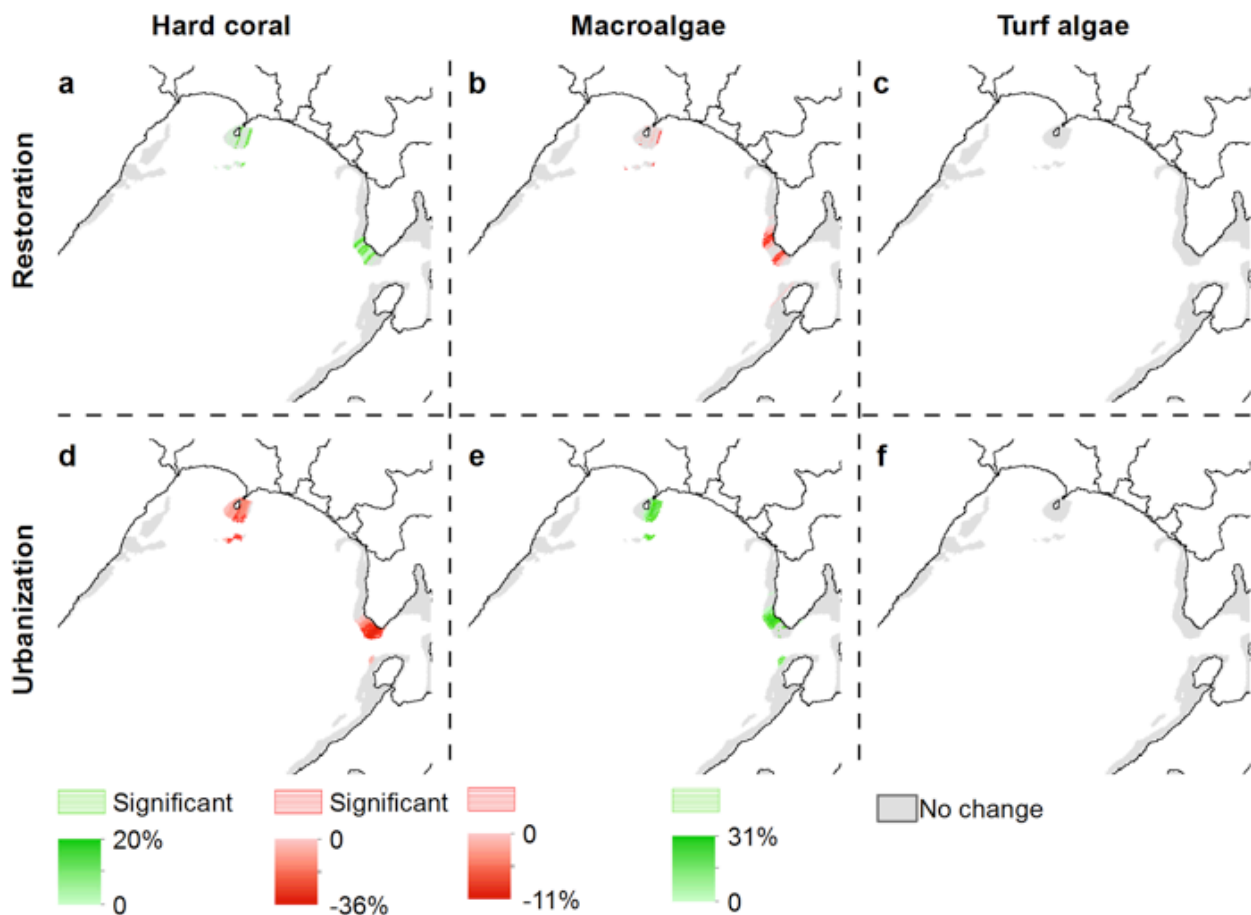 Hard coral
Macroalgae
Turf algae
Restoration
a
b
c
Urbanization
d
e
f
Significant
Significant
No change
20%
0
0
-36%
0
-11%
31%
0